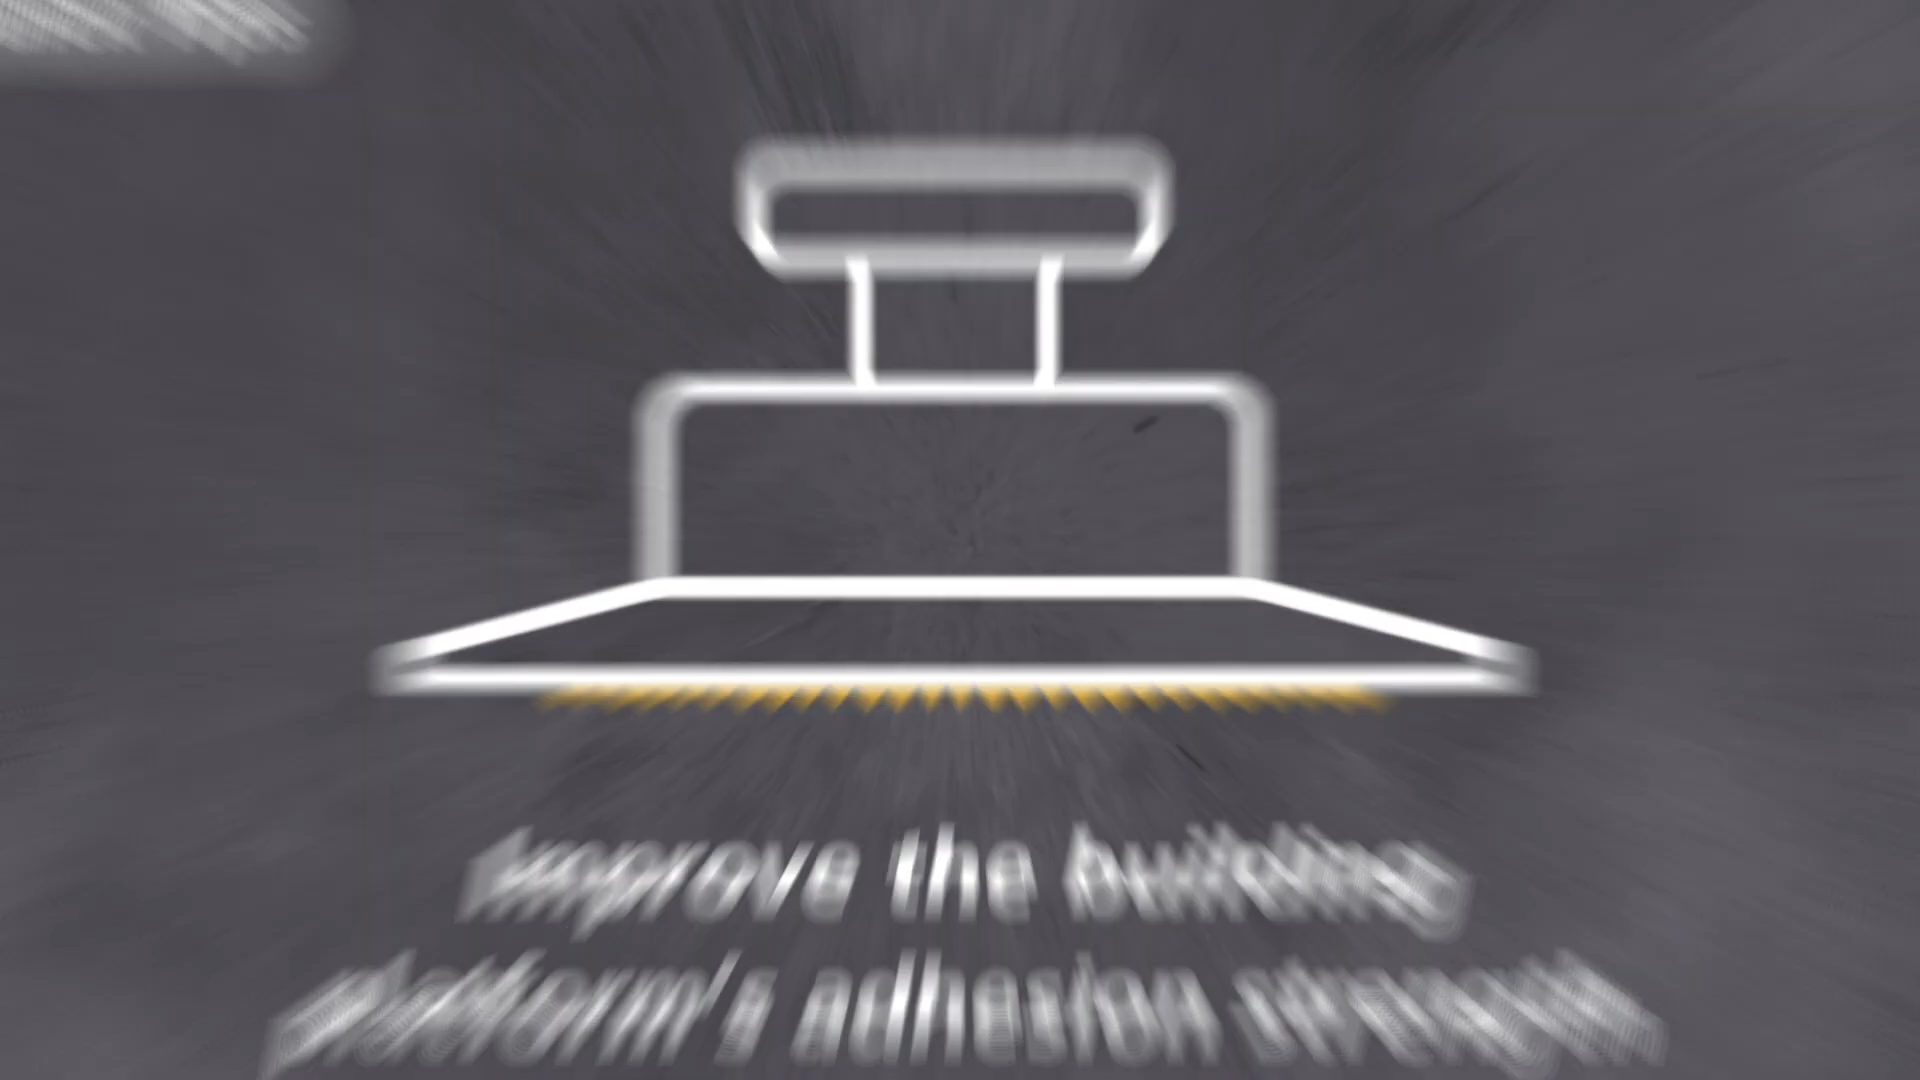 Improve the building
platform's adhesion strength